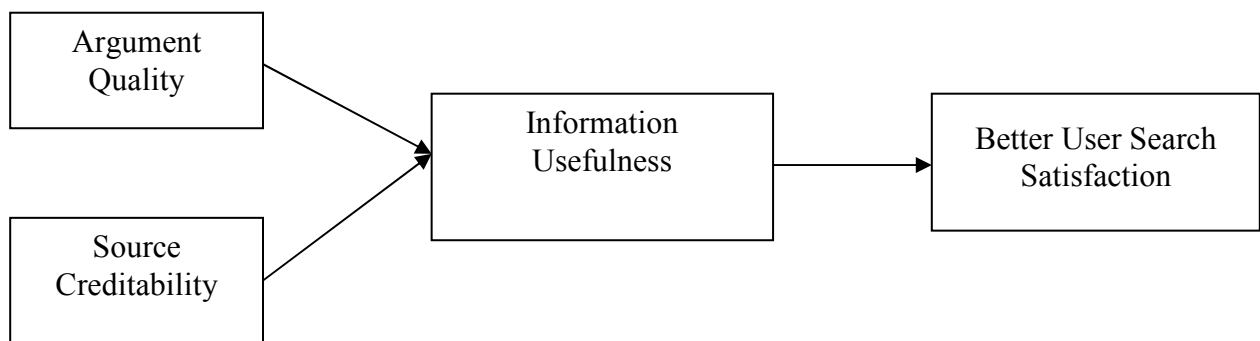 Argument
Quality
Information
Usefulness
Better User Search
Satisfaction
Source
Creditability